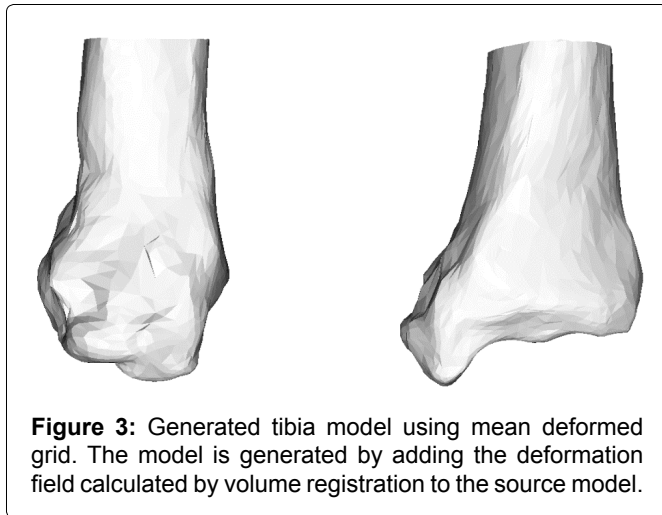 Figure 3: Generated tibia model using mean deformed
grid. The model is generated by adding the deformation
field calculated by volume registration to the source model.